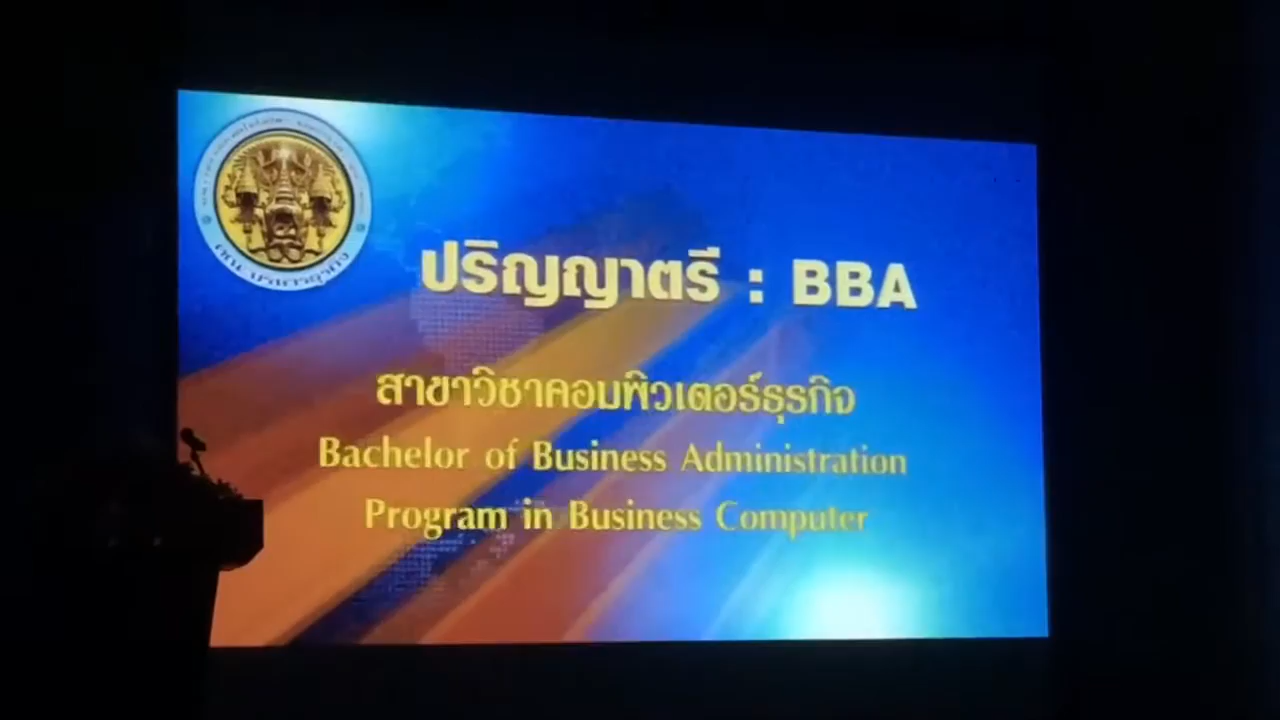 ปริญญาตรี : BBA
สาขาวิชาคอมพิวเตอร์ธุรกิจ
Bachelor of Business Administration
Program in Business Computer